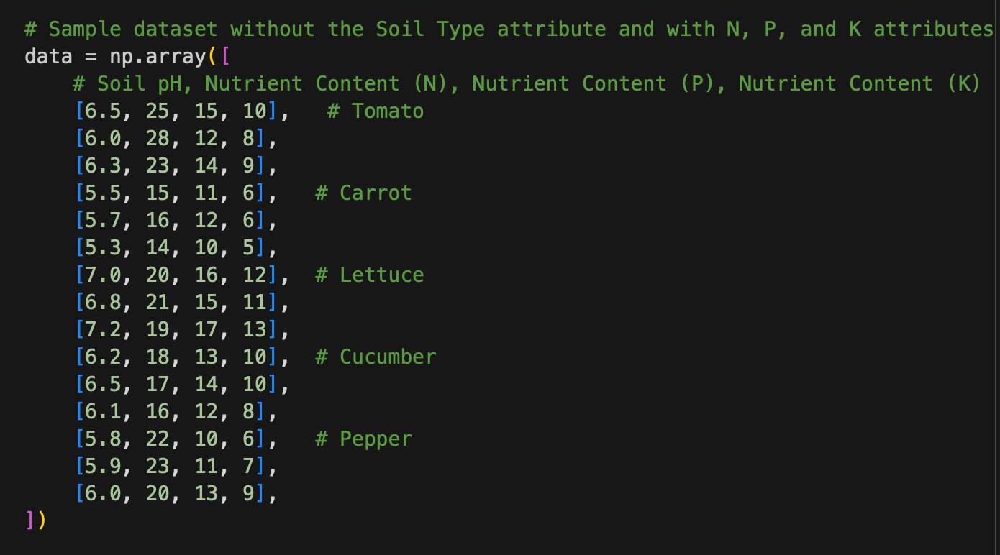 # Sample dataset without the Soil Type attribute and with N, P, and K attributes
data = np.array([
    # Soil pH, Nutrient Content (N), Nutrient Content (P), Nutrient Content (K)
    [6.5, 25, 15, 10],   # Tomato
    [6.0, 28, 12, 8],
    [6.3, 23, 14, 9],
    [5.5, 15, 11, 6],   # Carrot
    [5.7, 16, 12, 6],
    [5.3, 14, 10, 5],
    [7.0, 20, 16, 12],  # Lettuce
    [6.8, 21, 15, 11],
    [7.2, 19, 17, 13],
    [6.2, 18, 13, 10],  # Cucumber
    [6.5, 17, 14, 10],
    [6.1, 16, 12, 8],
    [5.8, 22, 10, 6],   # Pepper
    [5.9, 23, 11, 7],
    [6.0, 20, 13, 9],
])